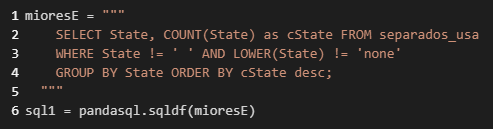 1 mioresE = """
2     SELECT State, COUNT(State) as cState FROM separados_usa
3     WHERE State != ' ' AND LOWER(State) != 'none'
4     GROUP BY State ORDER BY cState desc;
5   """
6 sql1 = pandasql.sqldf(mioresE)